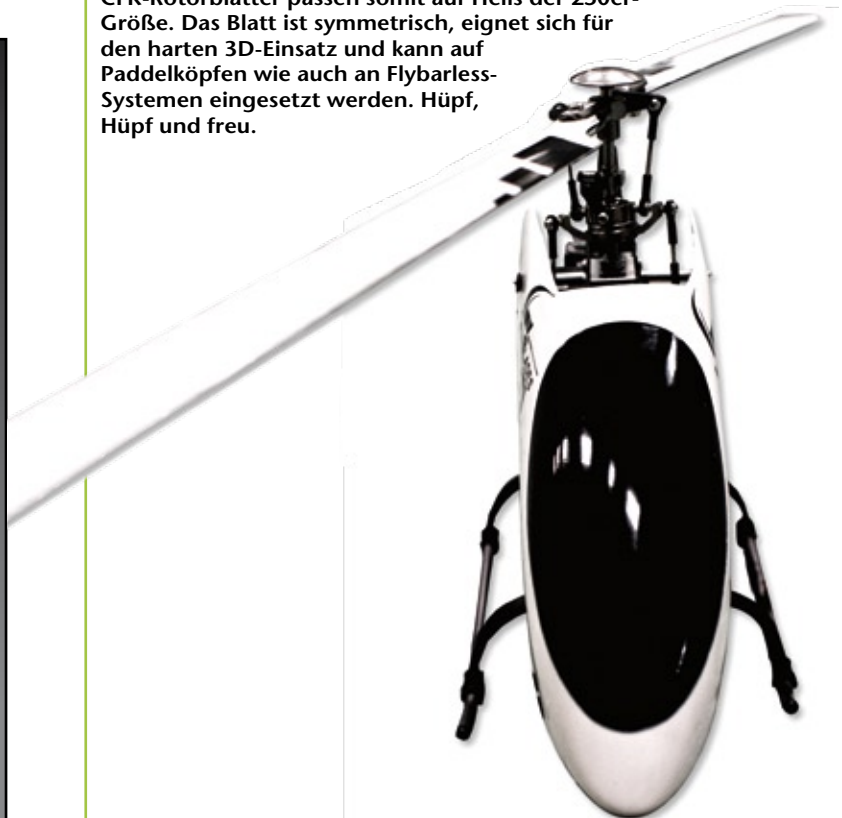 Größe. Das Blatt ist symmetrisch, eignet sich für
den harten 3D-Einsatz und kann auf
Paddelköpfen wie auch an Flybarless-
Systemen eingesetzt werden. Hüpf,
Hüpf und freu.